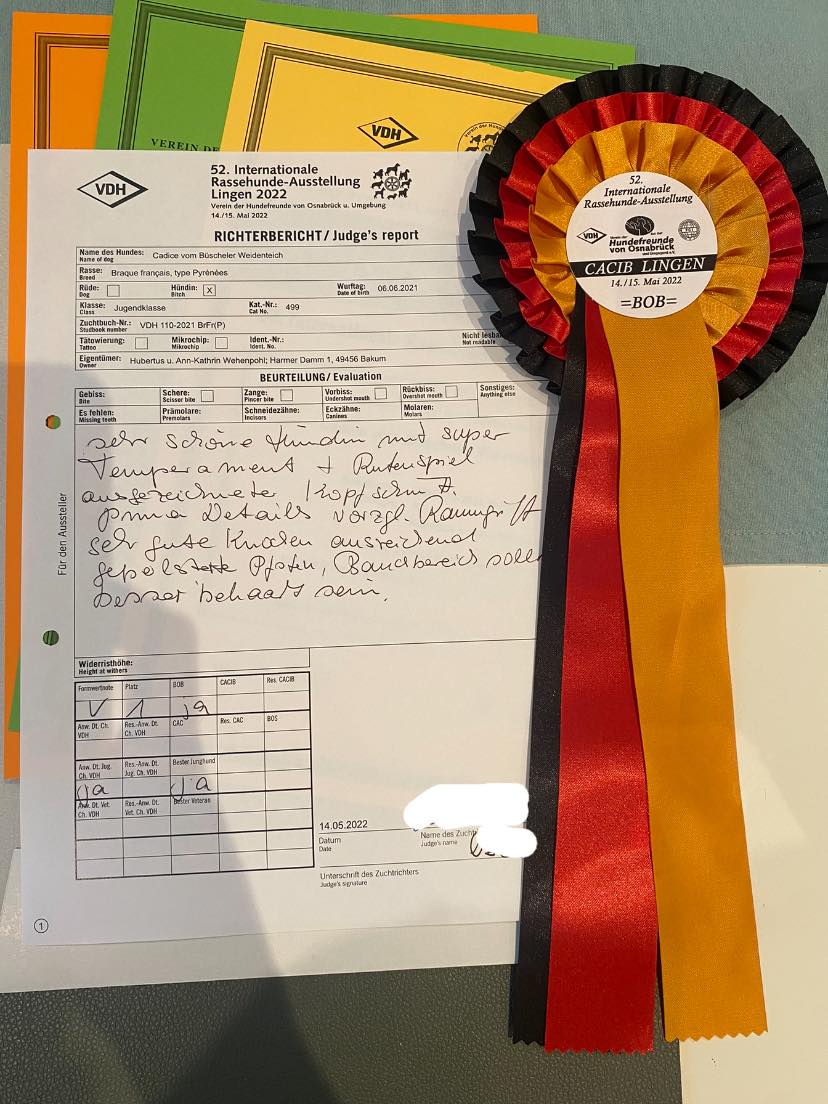 VEREIN DE
VDH
Verein der Hunde
VDH
52. Internationale
Rassehunde-Ausstellung
Lingen 2022
Verein der Hundefreunde von Osnabrück u. Umgebung
14./15. Mai 2022
RICHTERBERICHT/Judge's report
Name des Hundes: Cadice vom Büscheler Weidenteich
Name of dog
Rasse: Braque français, type Pyrénées
Breed
Rüde: Hündin: X Wurftag: 06.06.2021
Dog Bitch Date of birth
Klasse: Jugendklasse Kat.-Nr.: 499
Class Cat No.
Zuchtbuch-Nr.: VDH 110-2021 BrFr(P)
Studbook number
Tätowierung: Mikrochip: Ident.-Nr.: Nicht lesba
Tattoo Microchip Ident. No. Not readable
Eigentümer: Hubertus u. Ann-Kathrin Wehenpohl; Harmer Damm 1, 49456 Bakum
Owner
BEURTEILUNG/Evaluation
Gebiss: Schere: Zange: Vorbiss: Rückbiss: Sonstiges:
Bite Scissor bite Pincer bite Undershot mouth Overshot mouth Anything else
Es fehlen: Prämolare: Schneidezähne: Eckzähne: Molaren:
Missing teeth Premolars Incisors Canines Molars
sehr schöne Hündin mit super
Temperament + Rutenspiel
ausgezeichneter Kopfschnitt.
prima Details vorzgl. Raumgriff
sehr gute Knochen ausreichend
gepolsterte Pfoten, Bauchbereich sollte
besser behaart sein.
Für den Aussteller
Widerristhöhe:
Height at withers
Formwertnote Platz BOB CACIB Res. CACIB
V 1 ja
Anw. Dt. Ch. VDH Res.-Anw. Dt. Ch. VDH CAC Res. CAC BOS
Anw. Dt. Jug. Ch. VDH Res.-Anw. Dt. Jug. Ch. VDH Bester Junghund
ja ja
Anw. Dt. Vet. Ch. VDH Res.-Anw. Dt. Vet. Ch. VDH Bester Veteran
14.05.2022
Datum Name des Zucht
Date Judge's name
Unterschrift des Zuchtrichters
Judge's signature
1
52.
Internationale
Rassehunde-Ausstellung
VDH
Hundefreunde
von Osnabrück
und Umgegend e.V.
CACIB LINGEN
14./15. Mai 2022
=BOB=